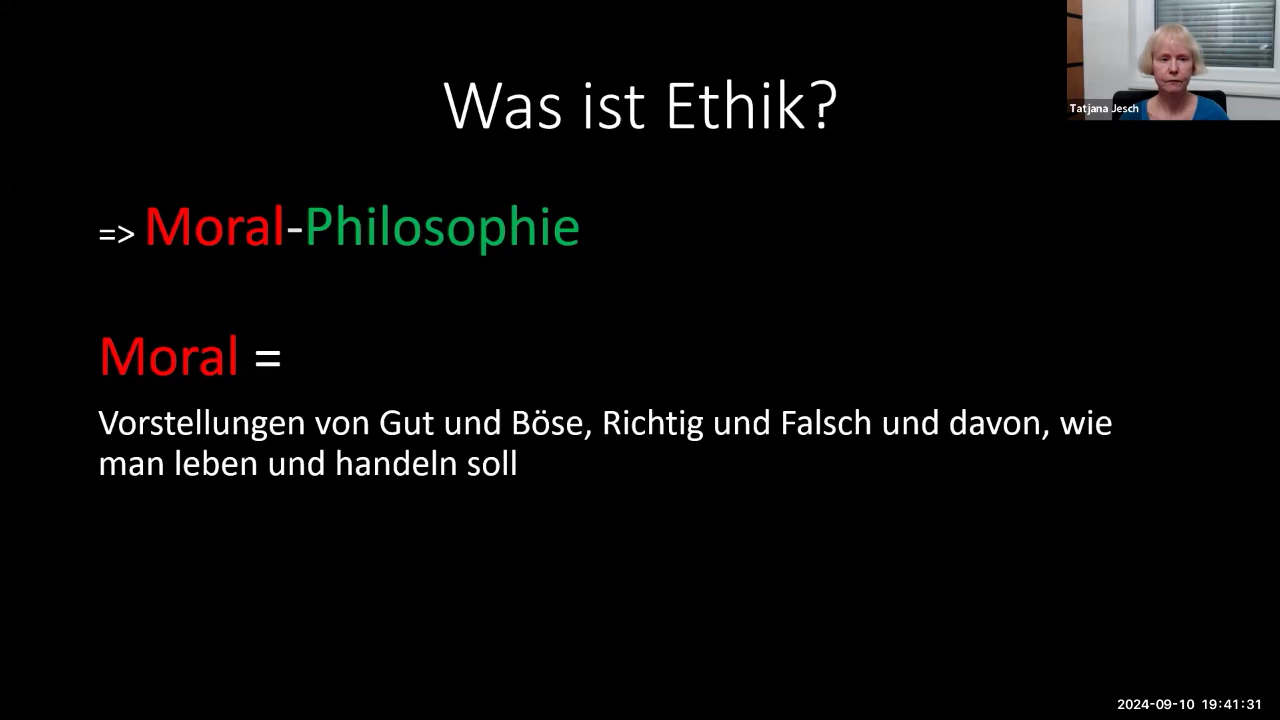 Was ist Ethik?
Tatjana Jesch
=> Moral-Philosophie
Moral =
Vorstellungen von Gut und Böse, Richtig und Falsch und davon, wie
man leben und handeln soll
2024-09-10 19:41:31